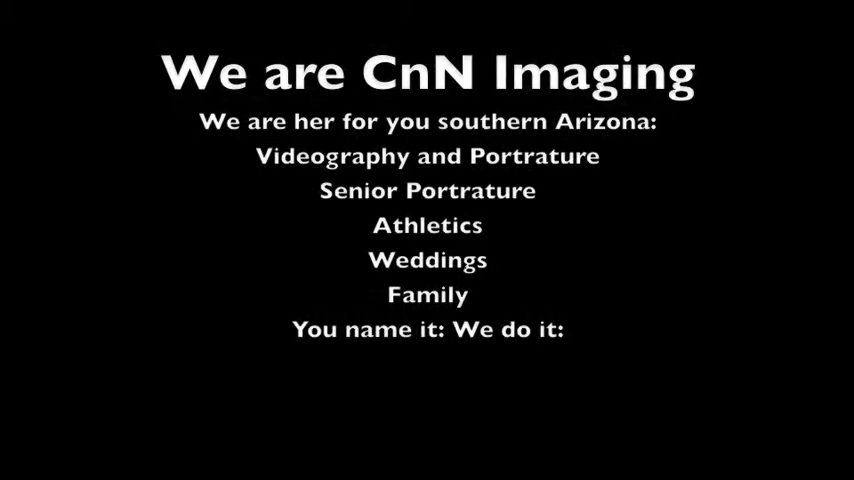 We are CnN Imaging
We are her for you southern Arizona:
Videography and Portrature
Senior Portrature
Athletics
Weddings
Family
You name it: We do it: